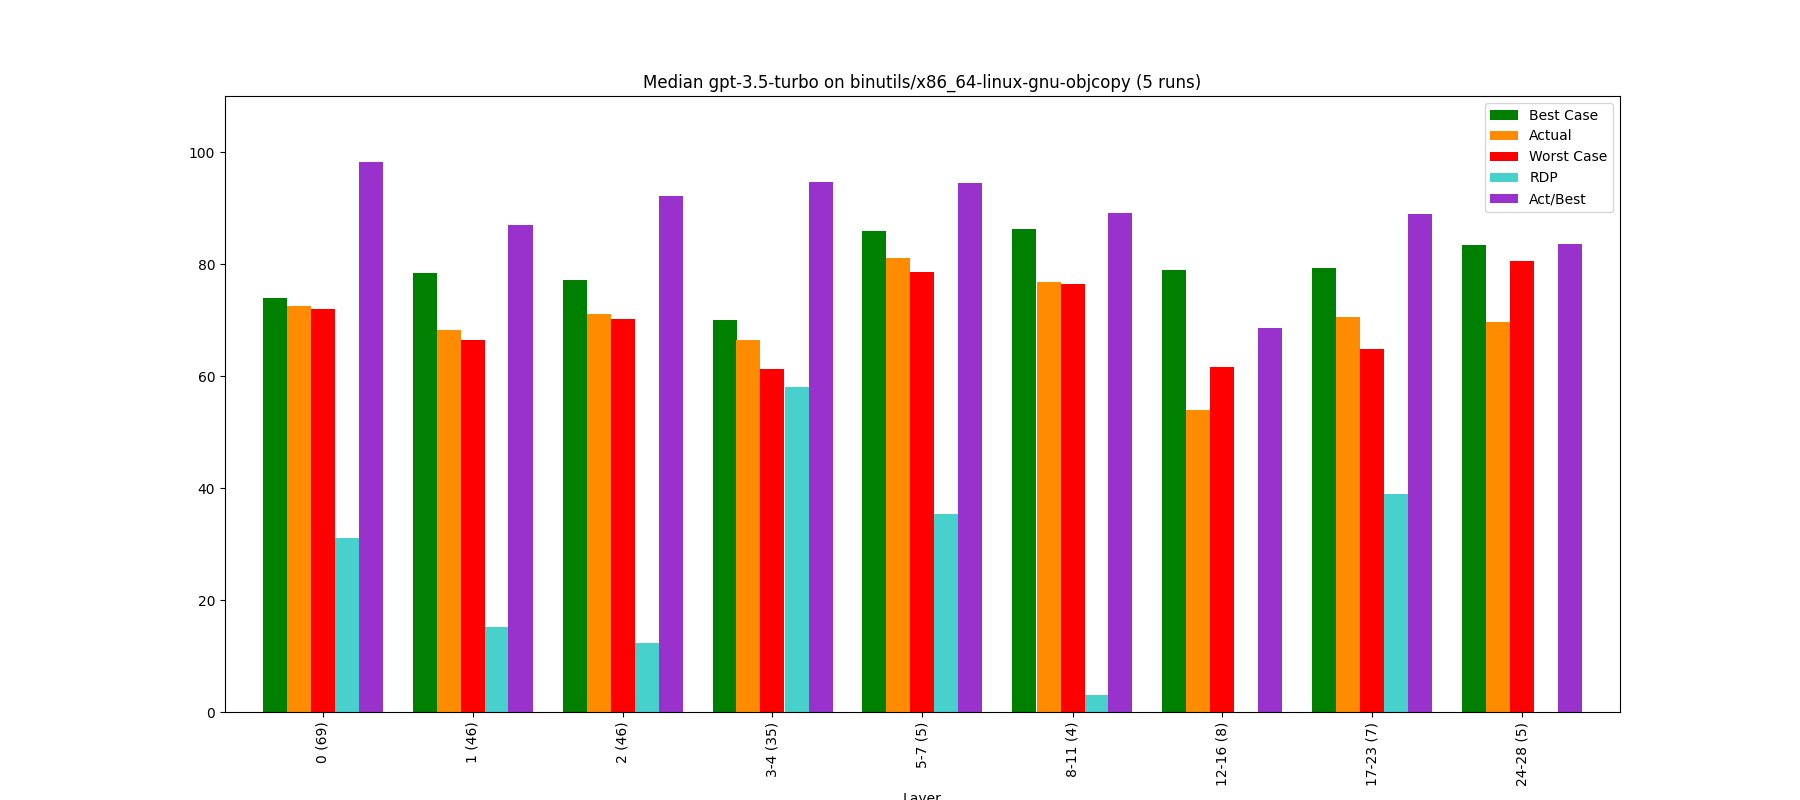 Median gpt-3.5-turbo on binutils/x86_64-linux-gnu-objcopy (5 runs)
Best Case
Actual
Worst Case
RDP
Act/Best
100
80
60
40
20
0
0 (69)
1 (46)
2 (46)
3-4 (35)
5-7 (5)
8-11 (4)
12-16 (8)
17-23 (7)
24-28 (5)
Layer